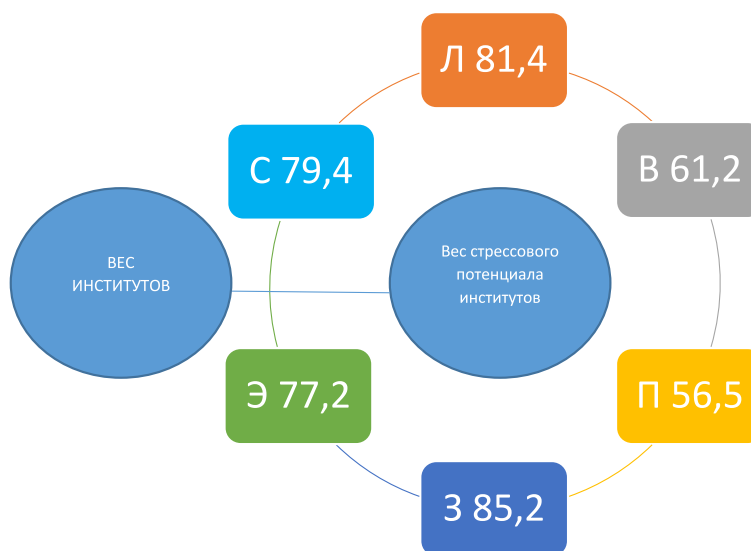 Л 81,4
С 79,4
В 61,2
ВЕС
ИНСТИТУТОВ
Вес стрессового
потенциала
институтов
Э 77,2
П 56,5
З 85,2